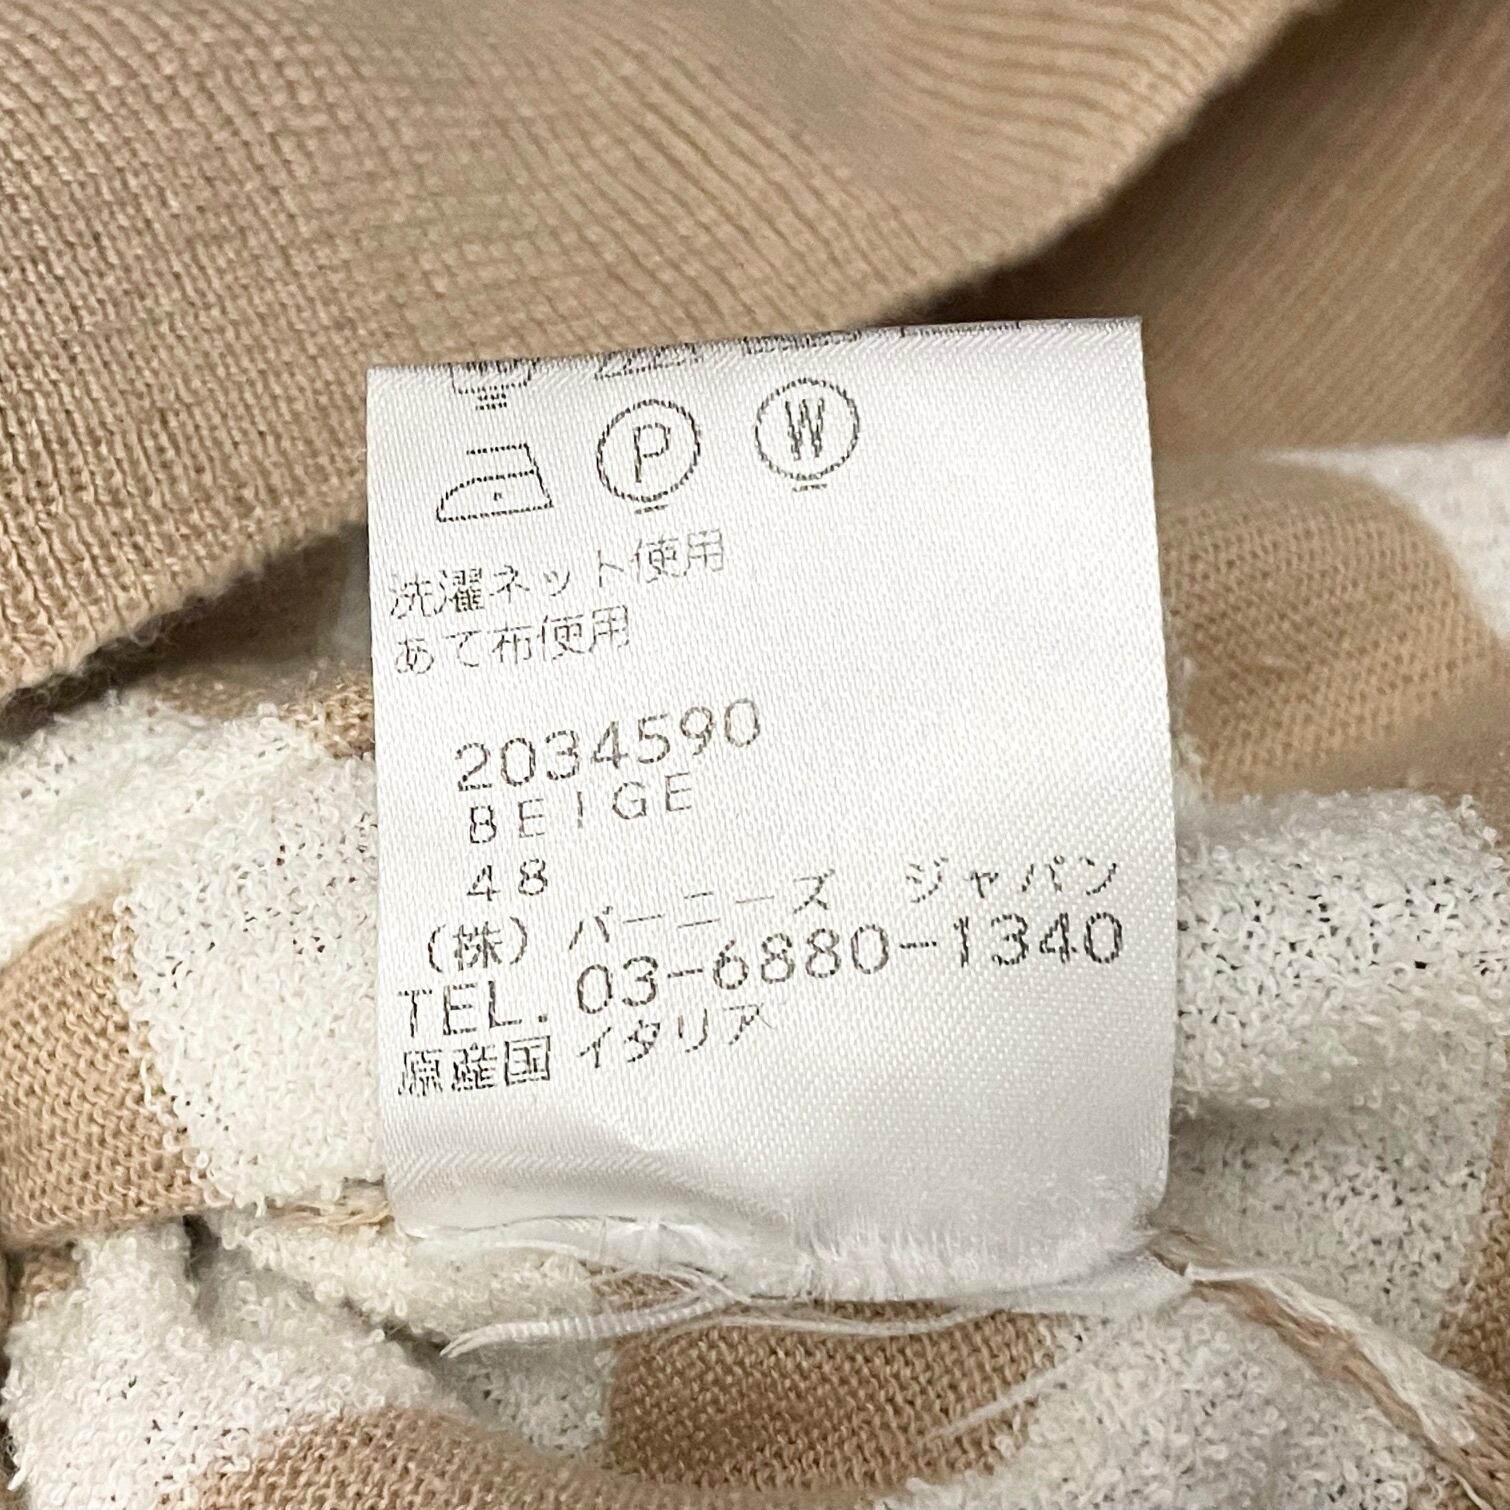 P W
洗濯ネット使用
あて布使用
2034590
BEIGE
48
(株) バーニーズ ジャパン
TEL. 03-6880-1340
原産国 イタリア